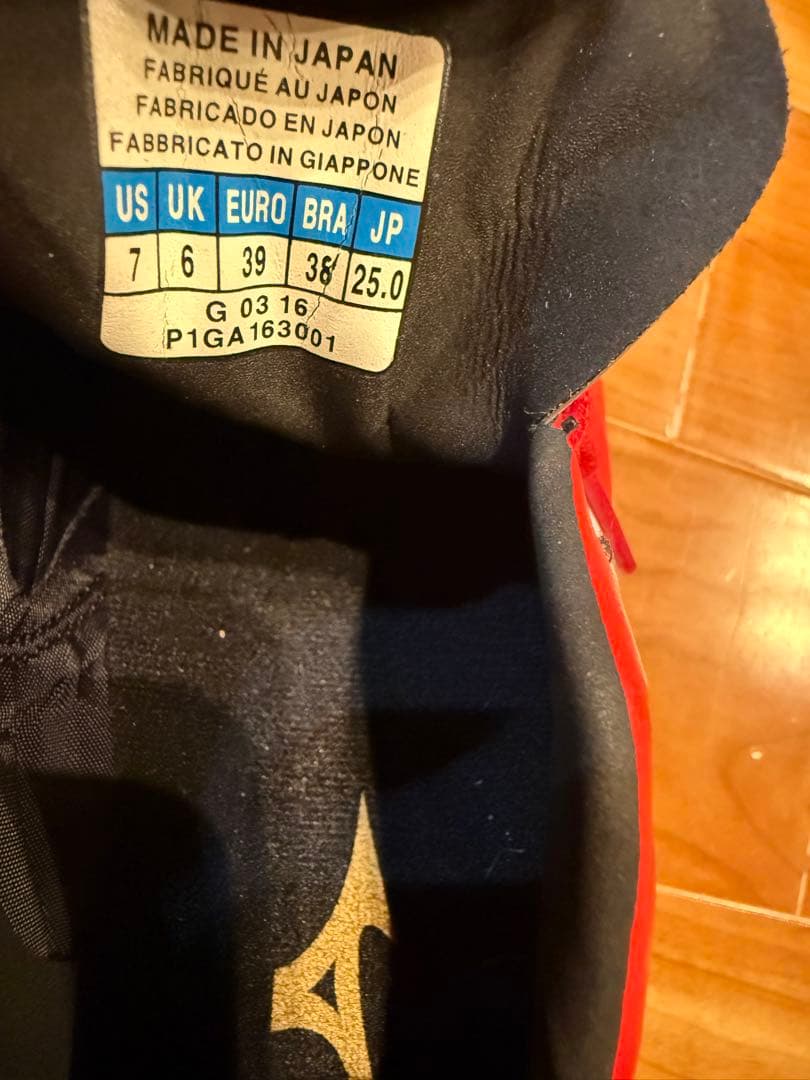 MADE IN JAPAN
FABRIQUÉ AU JAPON
FABRICADO EN JAPÓN
FABBRICATO IN GIAPPONE
US UK EURO BRA JP
7 6 39 38 25.0
G 03 16
P1GA163001